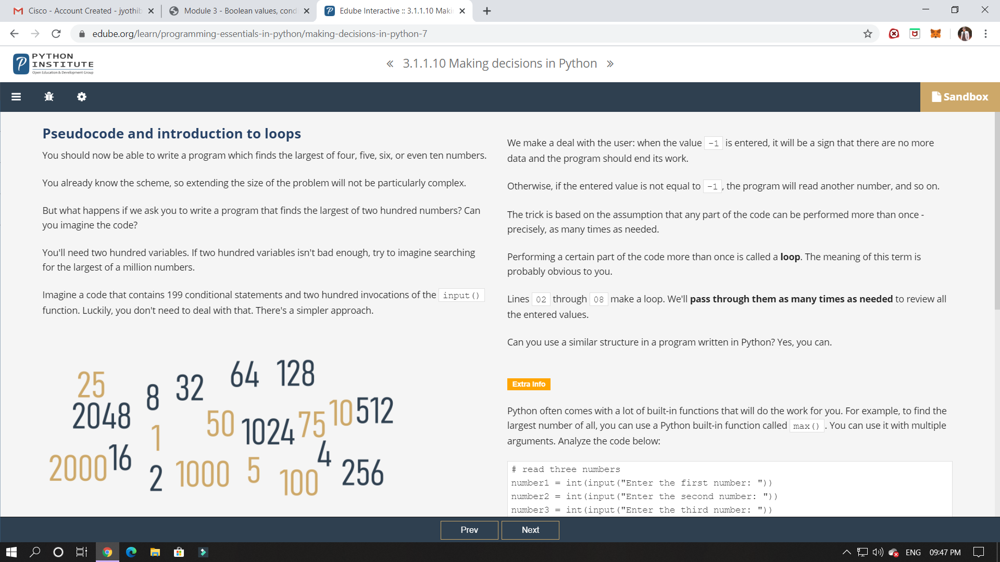 Cisco - Account Created - jyothib
Module 3 - Boolean values, cond
Edube Interactive :: 3.1.1.10 Maki
edube.org/learn/programming-essentials-in-python/making-decisions-in-python-7
PYTHON
INSTITUTE
Open Education & Development Group
« 3.1.1.10 Making decisions in Python »
Sandbox
Pseudocode and introduction to loops
You should now be able to write a program which finds the largest of four, five, six, or even ten numbers.
You already know the scheme, so extending the size of the problem will not be particularly complex.
But what happens if we ask you to write a program that finds the largest of two hundred numbers? Can
you imagine the code?
You'll need two hundred variables. If two hundred variables isn't bad enough, try to imagine searching
for the largest of a million numbers.
Imagine a code that contains 199 conditional statements and two hundred invocations of the input()
function. Luckily, you don't need to deal with that. There's a simpler approach.
25 8 32 64 128
2048 1 50 1024 75 10 512
2000 16 2 1000 5 100 4 256
We make a deal with the user: when the value -1 is entered, it will be a sign that there are no more
data and the program should end its work.
Otherwise, if the entered value is not equal to -1, the program will read another number, and so on.
The trick is based on the assumption that any part of the code can be performed more than once -
precisely, as many times as needed.
Performing a certain part of the code more than once is called a loop. The meaning of this term is
probably obvious to you.
Lines 02 through 08 make a loop. We'll pass through them as many times as needed to review all
the entered values.
Can you use a similar structure in a program written in Python? Yes, you can.
Extra Info
Python often comes with a lot of built-in functions that will do the work for you. For example, to find the
largest number of all, you can use a Python built-in function called max(). You can use it with multiple
arguments. Analyze the code below:
# read three numbers
number1 = int(input("Enter the first number: "))
number2 = int(input("Enter the second number: "))
number3 = int(input("Enter the third number: "))
Prev
Next
ENG
09:47 PM